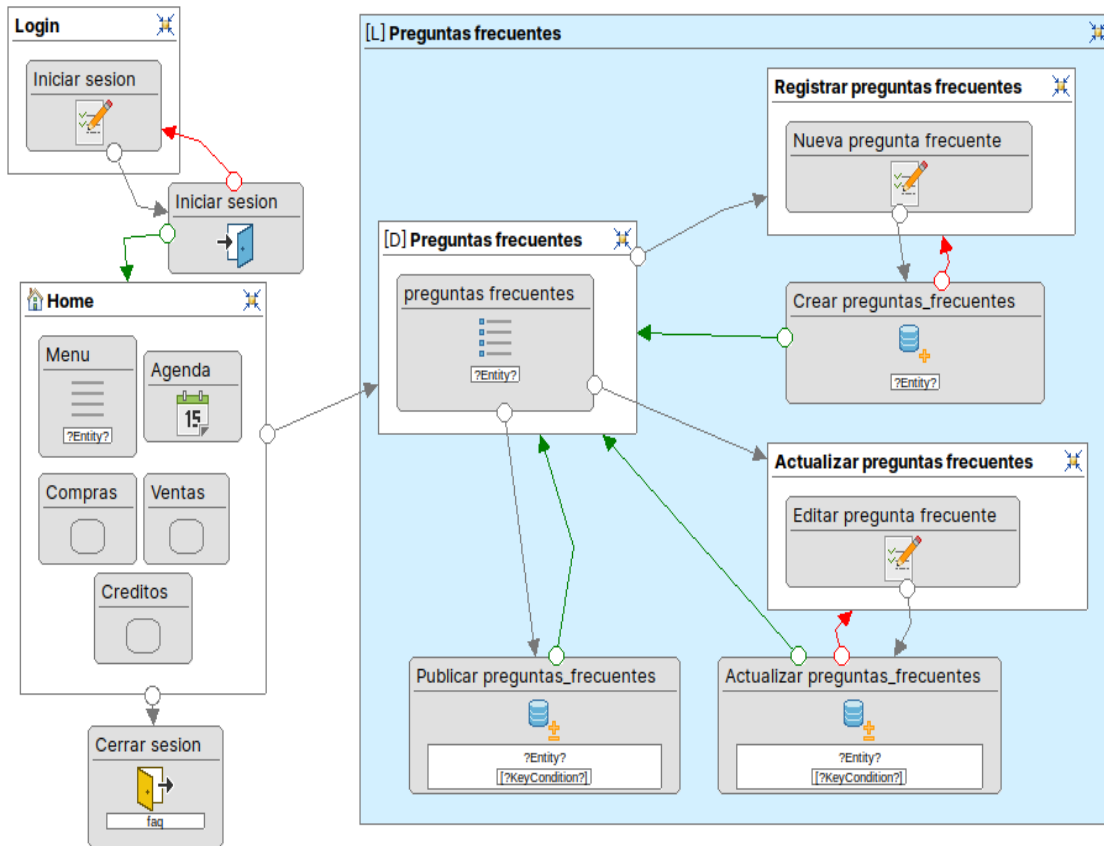 Login
Iniciar sesion
Iniciar sesion
Home
Menu
?Entity?
Agenda
15
Compras
Ventas
Creditos
Cerrar sesion
faq
[L] Preguntas frecuentes
[D] Preguntas frecuentes
preguntas frecuentes
?Entity?
Registrar preguntas frecuentes
Nueva pregunta frecuente
Crear preguntas_frecuentes
?Entity?
Actualizar preguntas frecuentes
Editar pregunta frecuente
Publicar preguntas_frecuentes
?Entity?
[?KeyCondition?]
Actualizar preguntas_frecuentes
?Entity?
[?KeyCondition?]